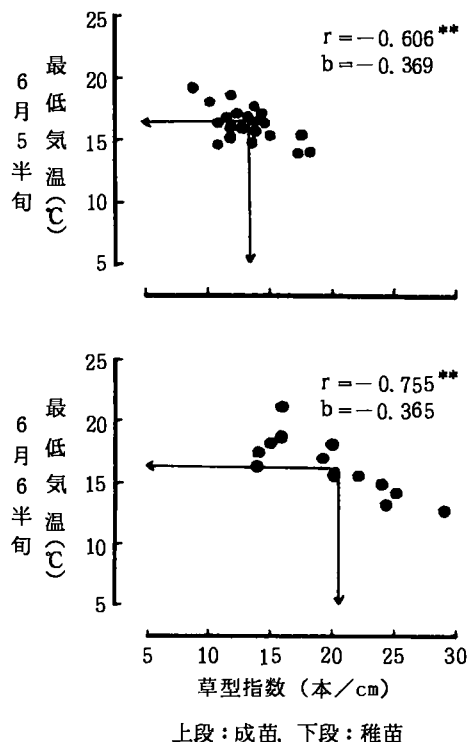 r＝−0.606**
b＝−0.369
25
20
15
10
5
最低気温(℃)
6月5半旬
r＝−0.755**
b＝−0.365
25
20
15
10
5
最低気温(℃)
6月6半旬
5 10 15 20 25 30
草型指数（本／cm）
上段：成苗，下段：稚苗